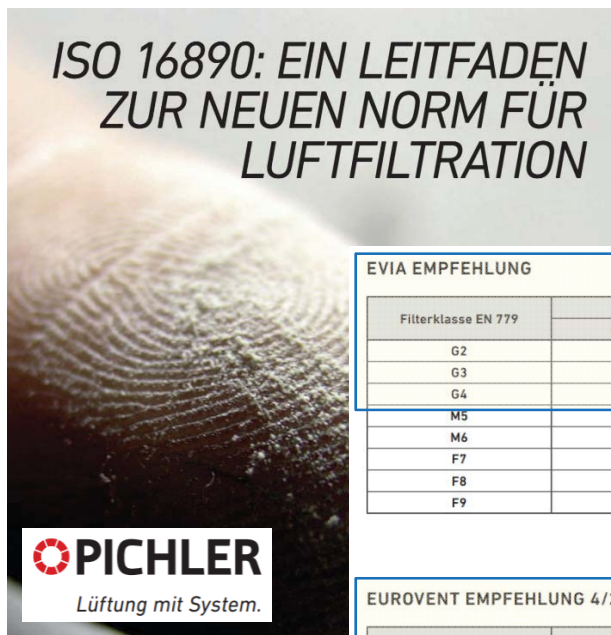 ISO 16890: EIN LEITFADEN
ZUR NEUEN NORM FÜR
LUFTFILTRATION
EVIA EMPFEHLUNG
Filterklasse EN 779
G2
G3
G4
M5
M6
F7
F8
F9
PICHLER
Lüftung mit System.
EUROVENT EMPFEHLUNG 4/